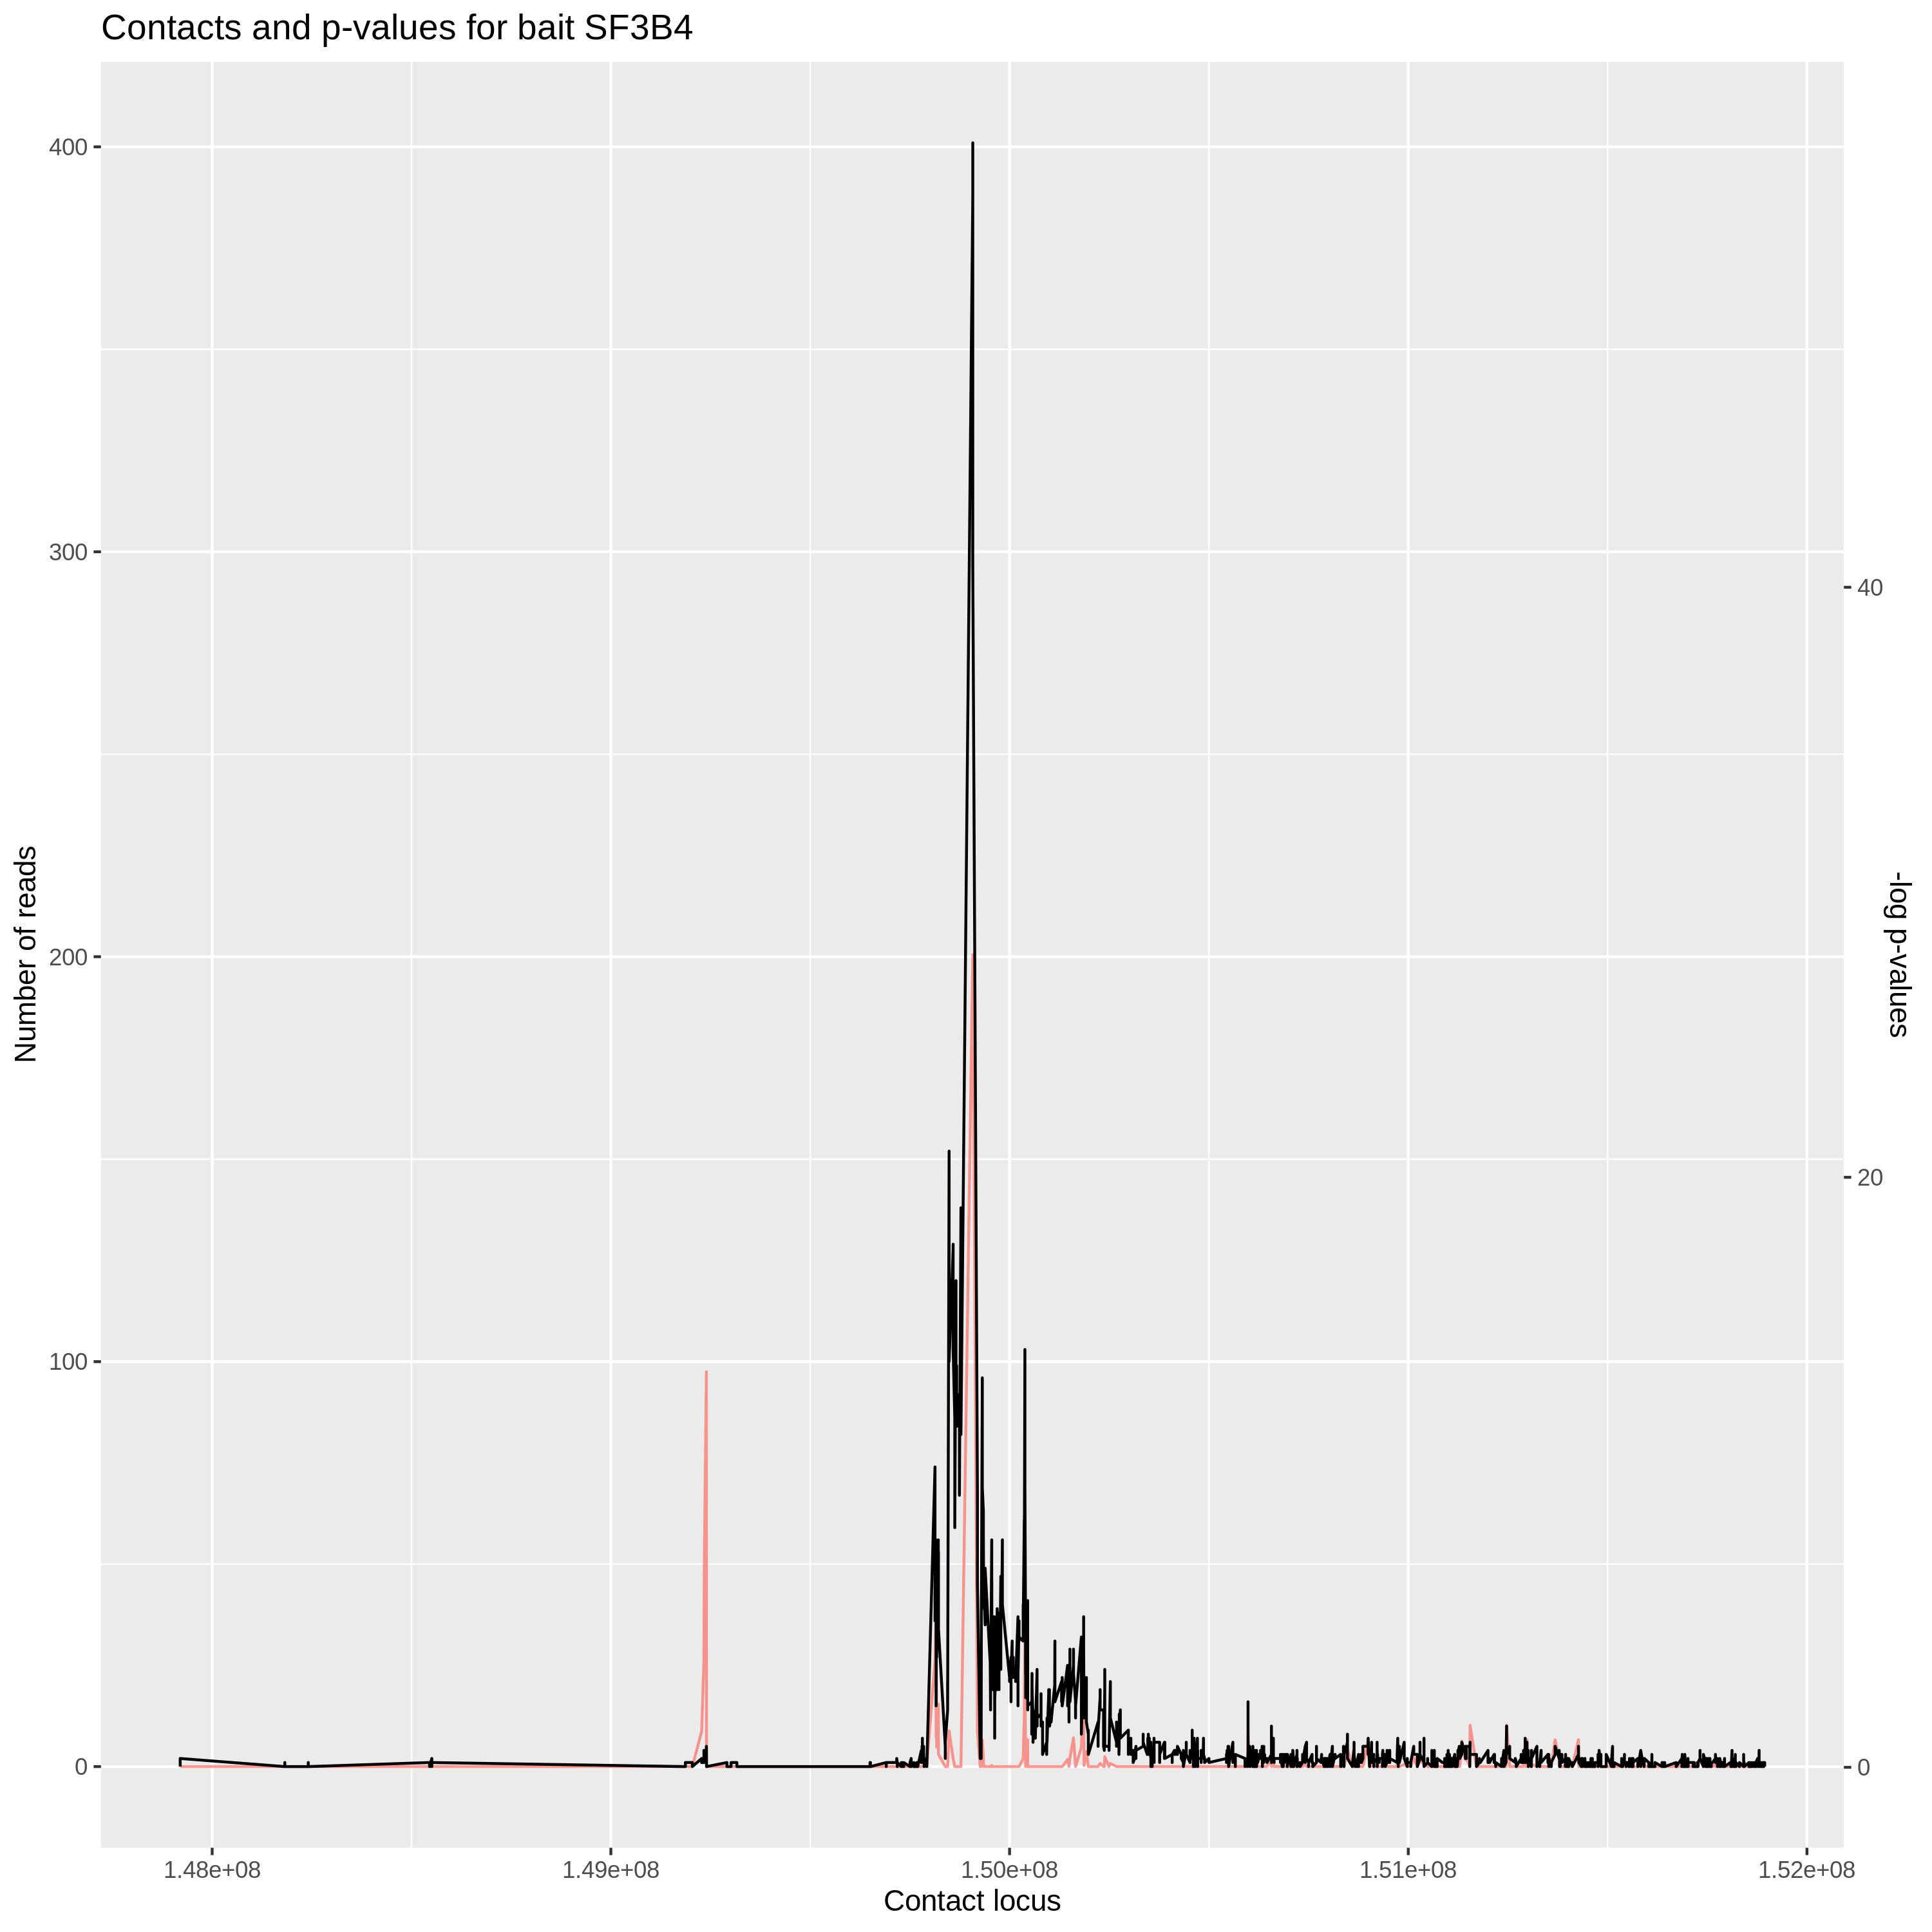 Contacts and p-values for bait SF3B4
400
300
200
100
0
Number of reads
40
20
0
-log p-values
1.48e+08
1.49e+08
1.50e+08
1.51e+08
1.52e+08
Contact locus